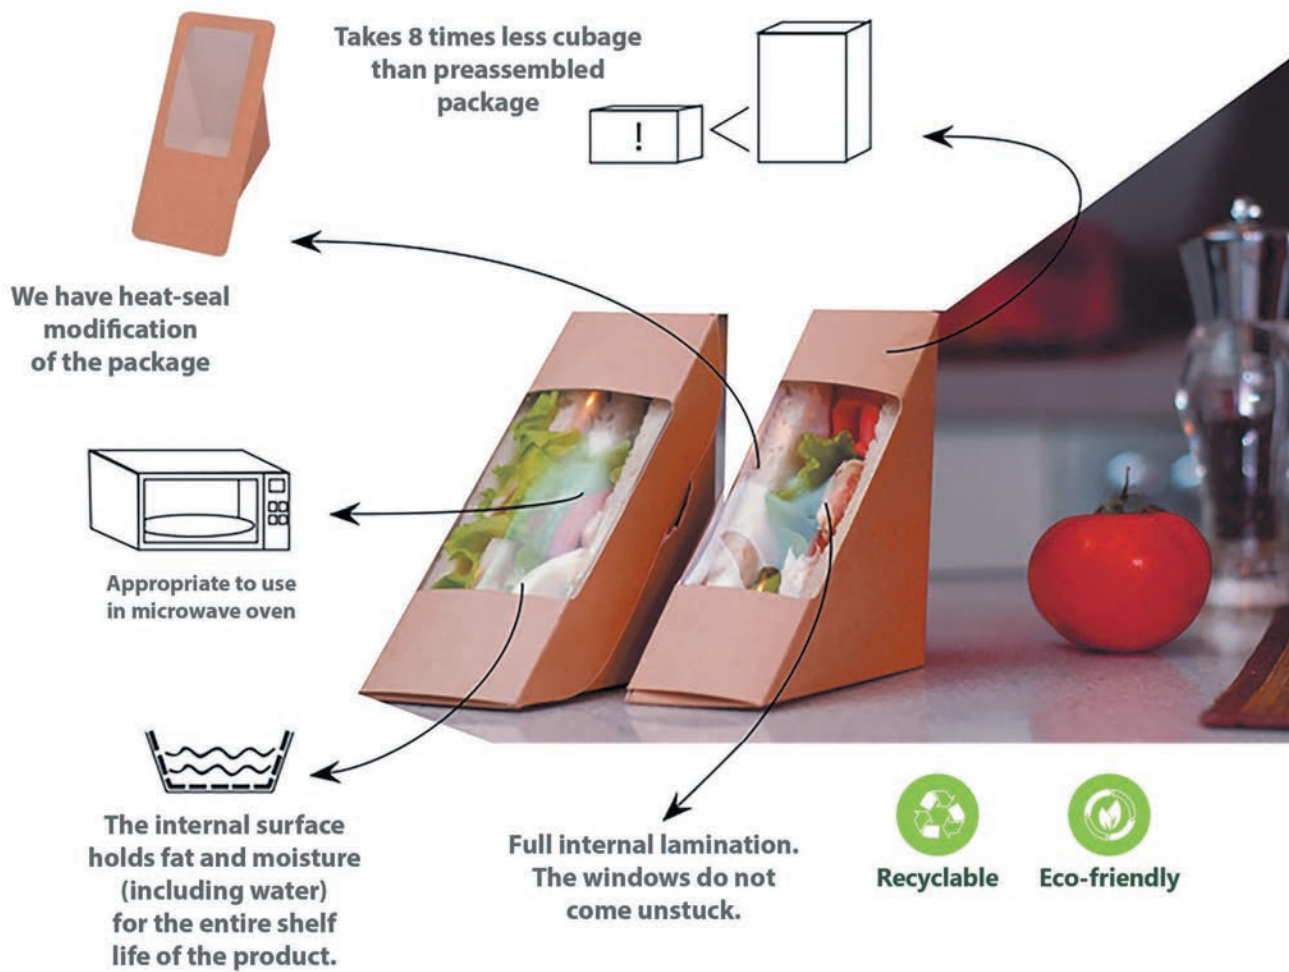 Takes 8 times less cubage
than preassembled
package
!
We have heat-seal
modification
of the package
Appropriate to use
in microwave oven
The internal surface
holds fat and moisture
(including water)
for the entire shelf
life of the product.
Full internal lamination.
The windows do not
come unstuck.
Recyclable
Eco-friendly